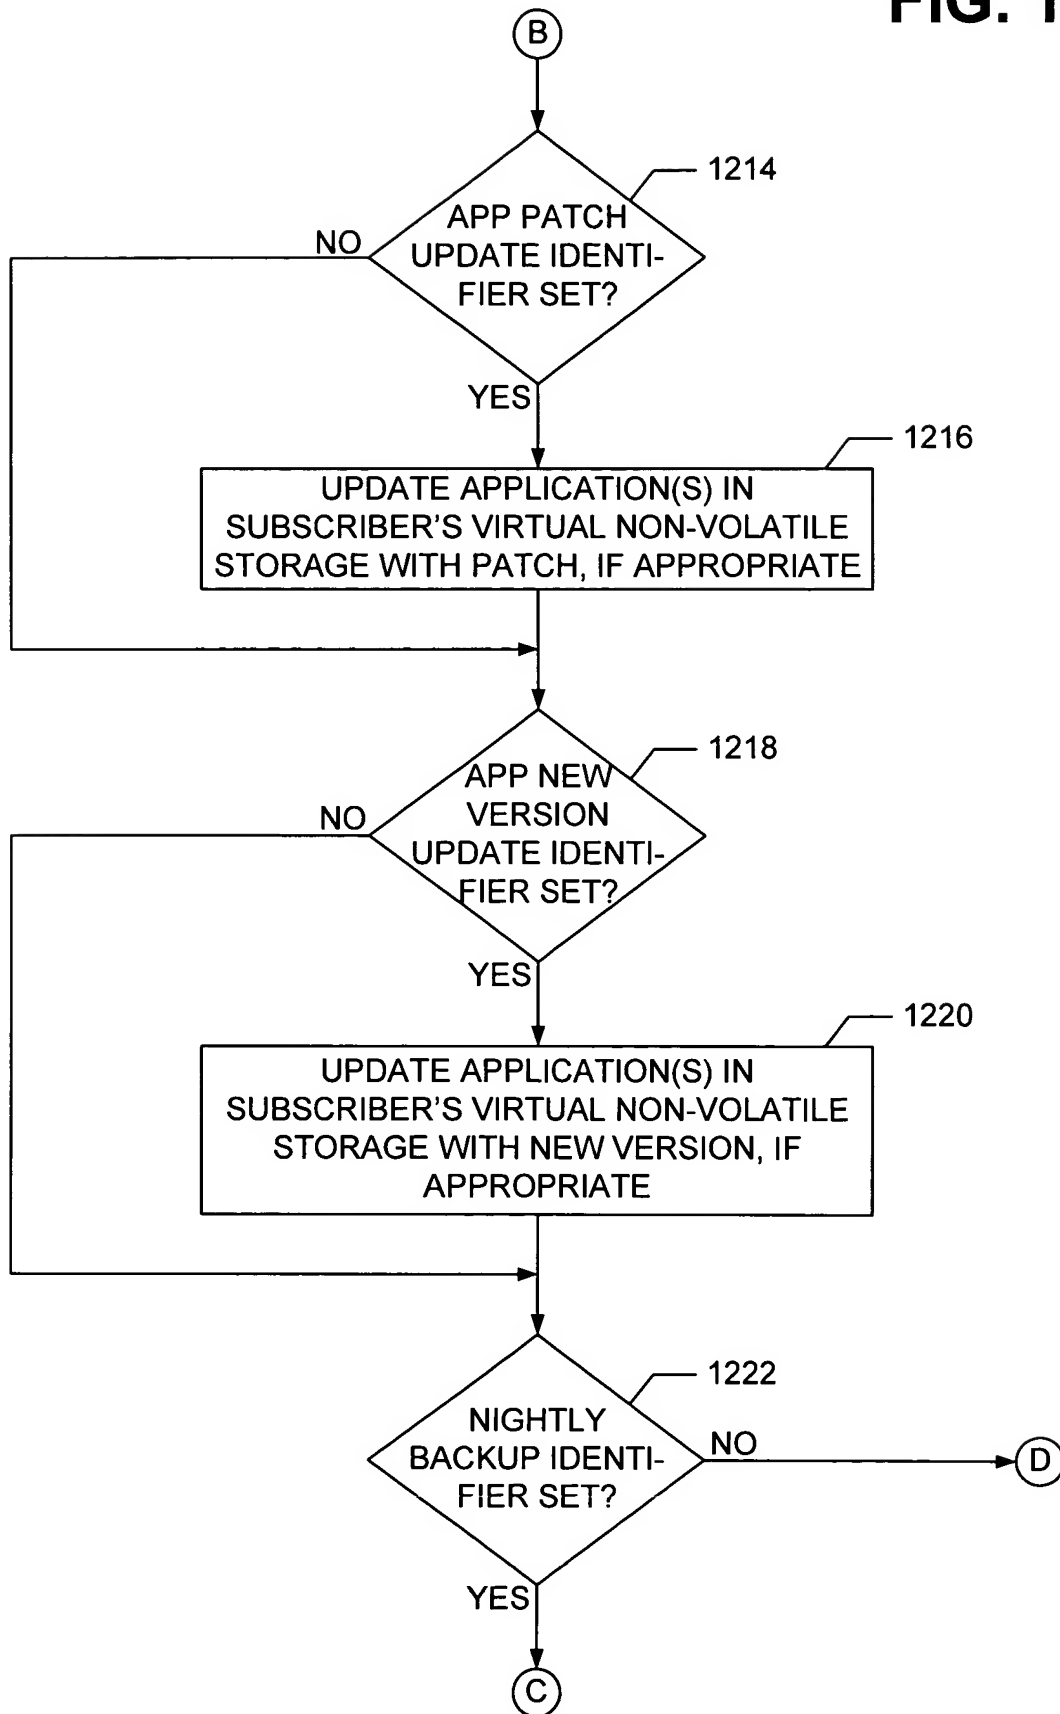 FIG. 1
B
1214
APP PATCH
UPDATE IDENTI-
FIER SET?
NO
YES
1216
UPDATE APPLICATION(S) IN
SUBSCRIBER'S VIRTUAL NON-VOLATILE
STORAGE WITH PATCH, IF APPROPRIATE
1218
APP NEW
VERSION
UPDATE IDENTI-
FIER SET?
NO
YES
1220
UPDATE APPLICATION(S) IN
SUBSCRIBER'S VIRTUAL NON-VOLATILE
STORAGE WITH NEW VERSION, IF
APPROPRIATE
1222
NIGHTLY
BACKUP IDENTI-
FIER SET?
NO
D
YES
C